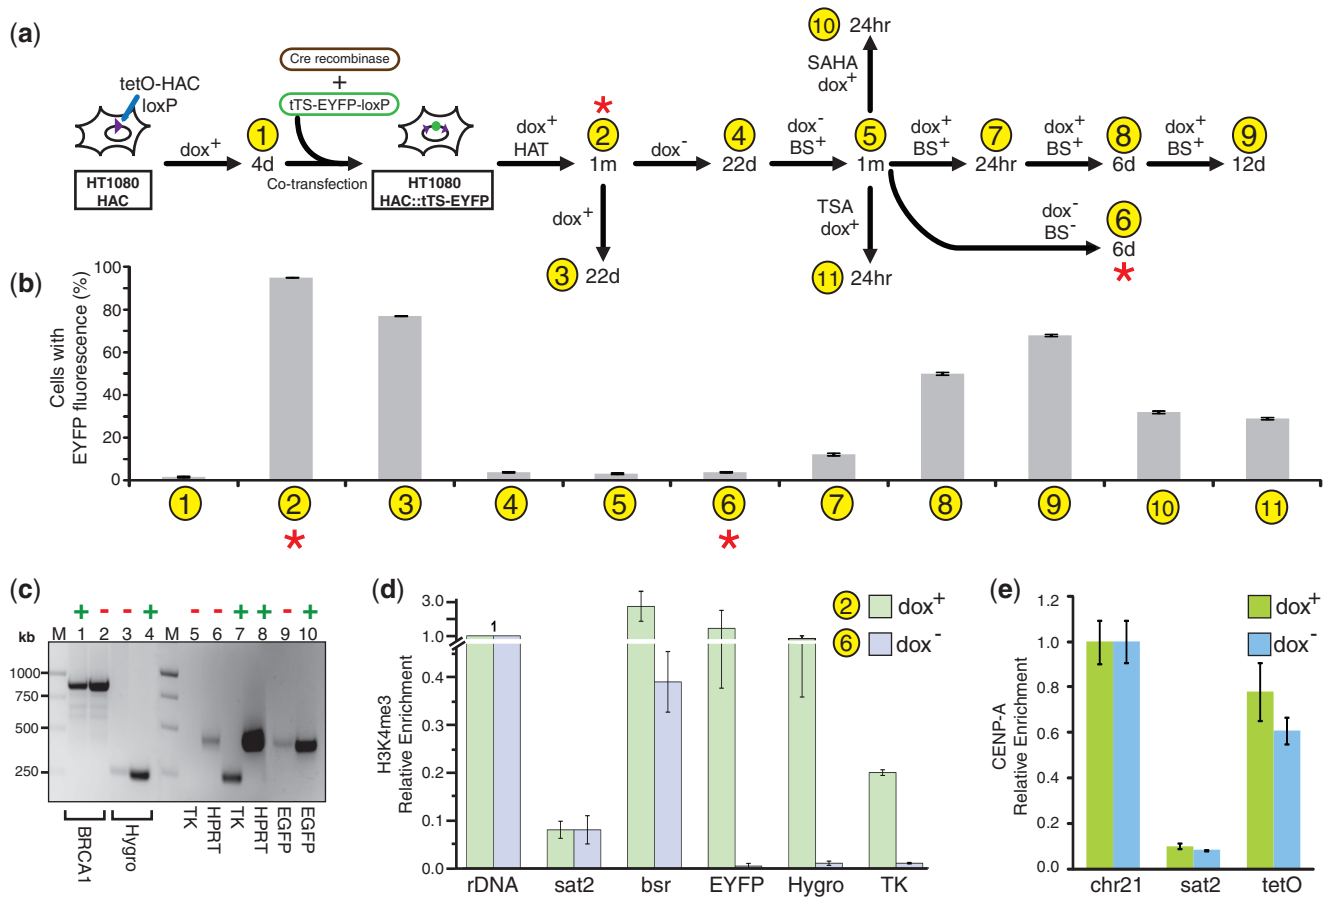 (a)
tetO-HAC
loxP
HT1080
HAC
dox+
1
4d
Cre recombinase
+
tTS-EYFP-loxP
Co-transfection
HT1080
HAC::tTS-EYFP
dox+
HAT
*
2
1m
dox+
3
22d
dox-
4
22d
dox-
BS+
5
1m
10
24hr
SAHA
dox+
TSA
dox+
11
24hr
dox+
BS+
7
24hr
dox+
BS+
8
6d
dox+
BS+
9
12d
dox-
BS-
6
6d
*
(b)
Cells with
EYFP fluorescence (%)
100
80
60
40
20
0
1 2 3 4 5 6 7 8 9 10 11
* *
(c)
+ - - + - - + + - +
kb M 1 2 3 4 M 5 6 7 8 9 10
1000
750
500
250
BRCA1
Hygro
TK
HPRT
TK
HPRT
EGFP
EGFP
(d)
H3K4me3
Relative Enrichment
3.0
1.0
0.4
0.3
0.2
0.1
0.0
1
2 dox+
6 dox-
rDNA sat2 bsr EYFP Hygro TK
(e)
CENP-A
Relative Enrichment
1.2
1.0
0.8
0.6
0.4
0.2
0.0
dox+
dox-
chr21 sat2 tetO